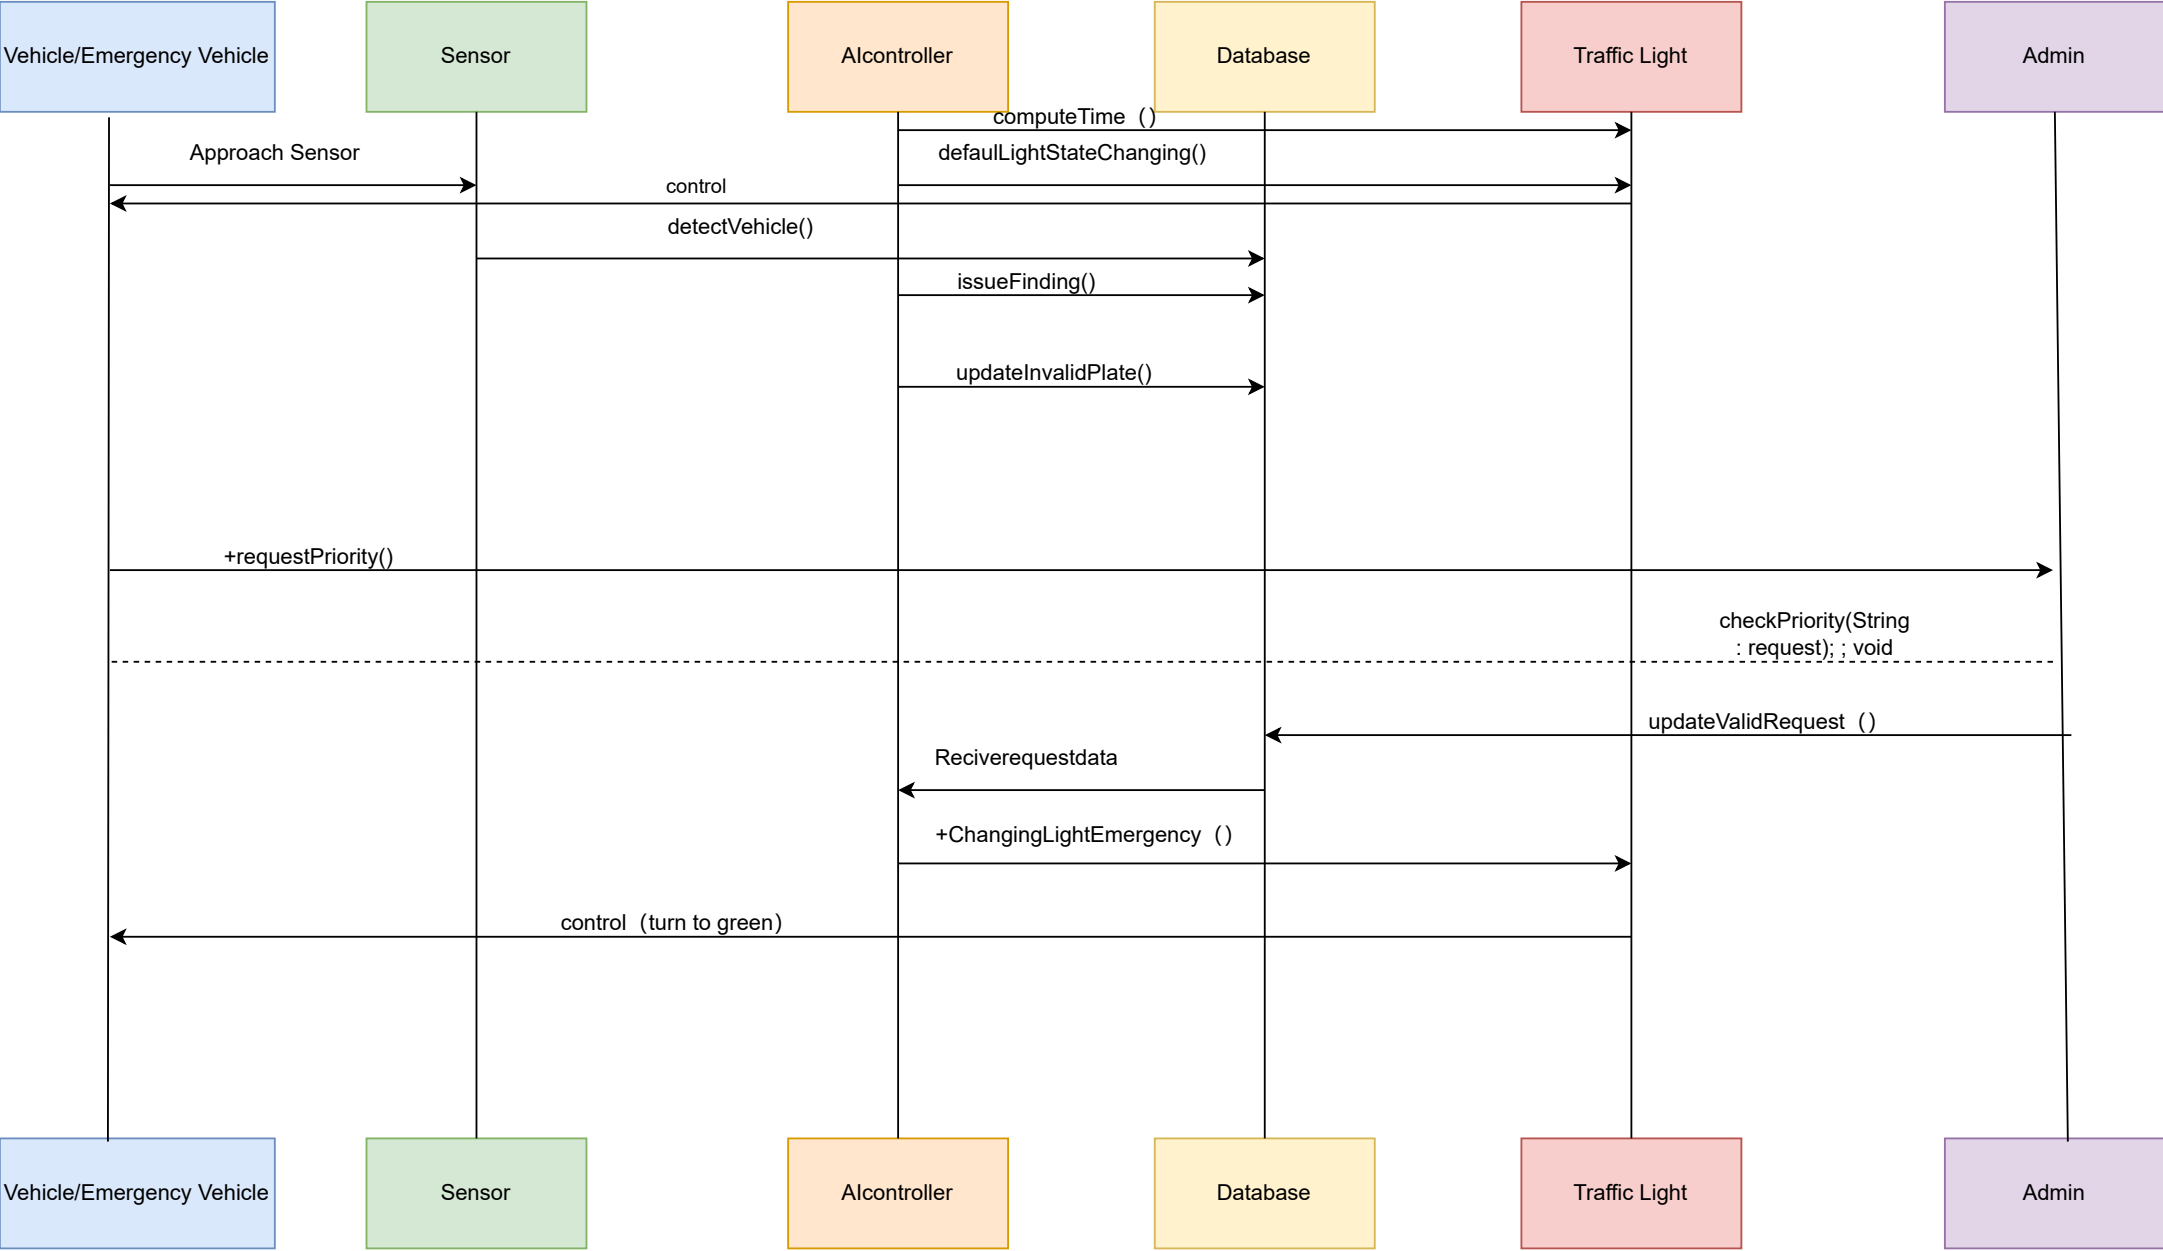 Vehicle/Emergency Vehicle
Sensor
AIcontroller
Database
Traffic Light
Admin
computeTime（）
Approach Sensor
defaulLightStateChanging()
control
detectVehicle()
issueFinding()
updateInvalidPlate()
+requestPriority()
checkPriority(String
: request); ; void
updateValidRequest（）
Reciverequestdata
+ChangingLightEmergency（）
control（turn to green）
Vehicle/Emergency Vehicle
Sensor
AIcontroller
Database
Traffic Light
Admin